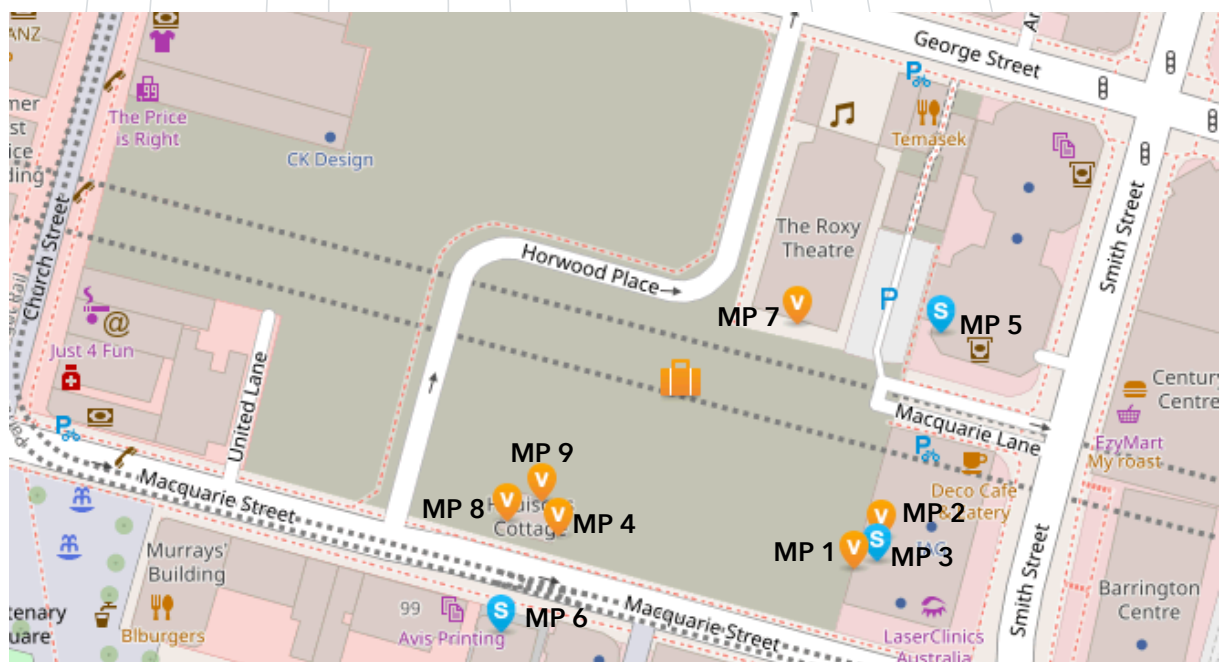 ANZ
George Street
Temasek
The Price
is Right
CK Design
Church Street
Smith Street
The Roxy
Theatre
Horwood Place
MP 7
V
P
S
MP 5
Just 4 Fun
@
United Lane
Macquarie Lane
Century
Centre
EzyMart
My roast
MP 9
V
MP 8
V
V
MP 4
Cottage
Deco Cafe
& Eatery
MP 2
V
MP 1
V
S
MP 3
Macquarie Street
Murrays'
Building
Smith Street
Barrington
Centre
99
S
MP 6
Macquarie Street
Blburgers
Avis Printing
LaserClinics
Australia